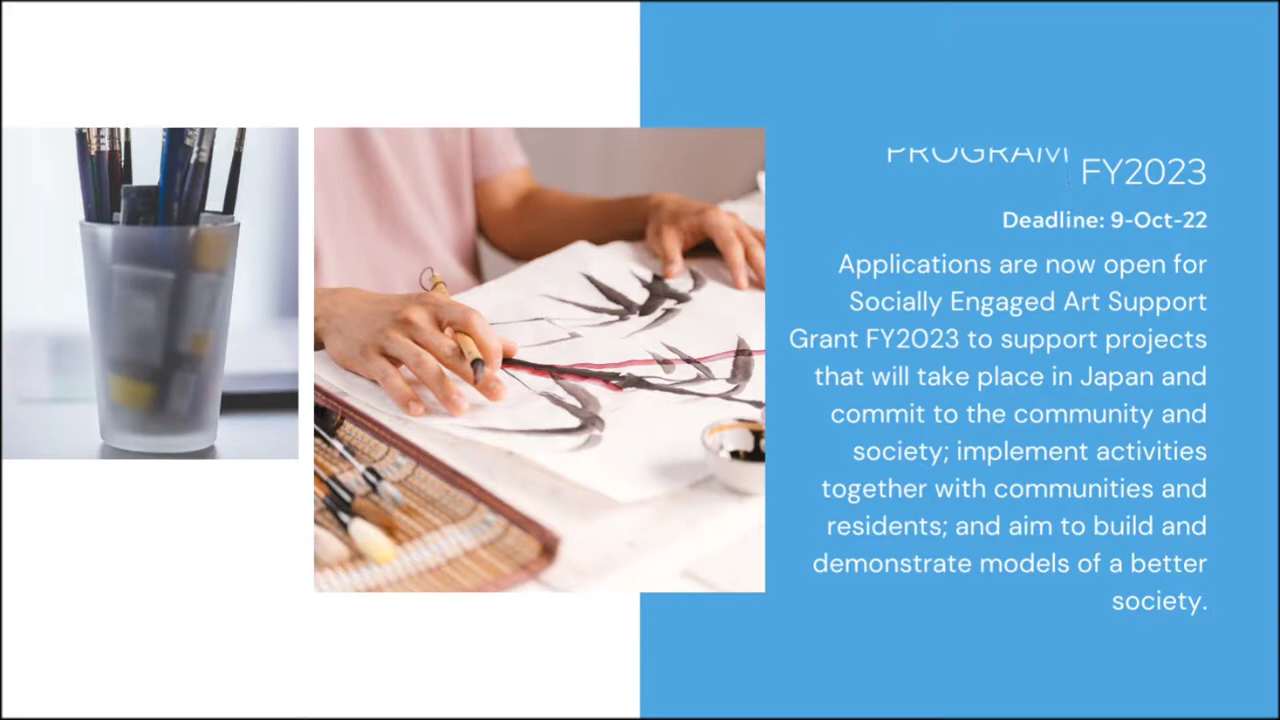 PROGRAM FY2023
Deadline: 9-Oct-22
Applications are now open for
Socially Engaged Art Support
Grant FY2023 to support projects
that will take place in Japan and
commit to the community and
society; implement activities
together with communities and
residents; and aim to build and
demonstrate models of a better
society.